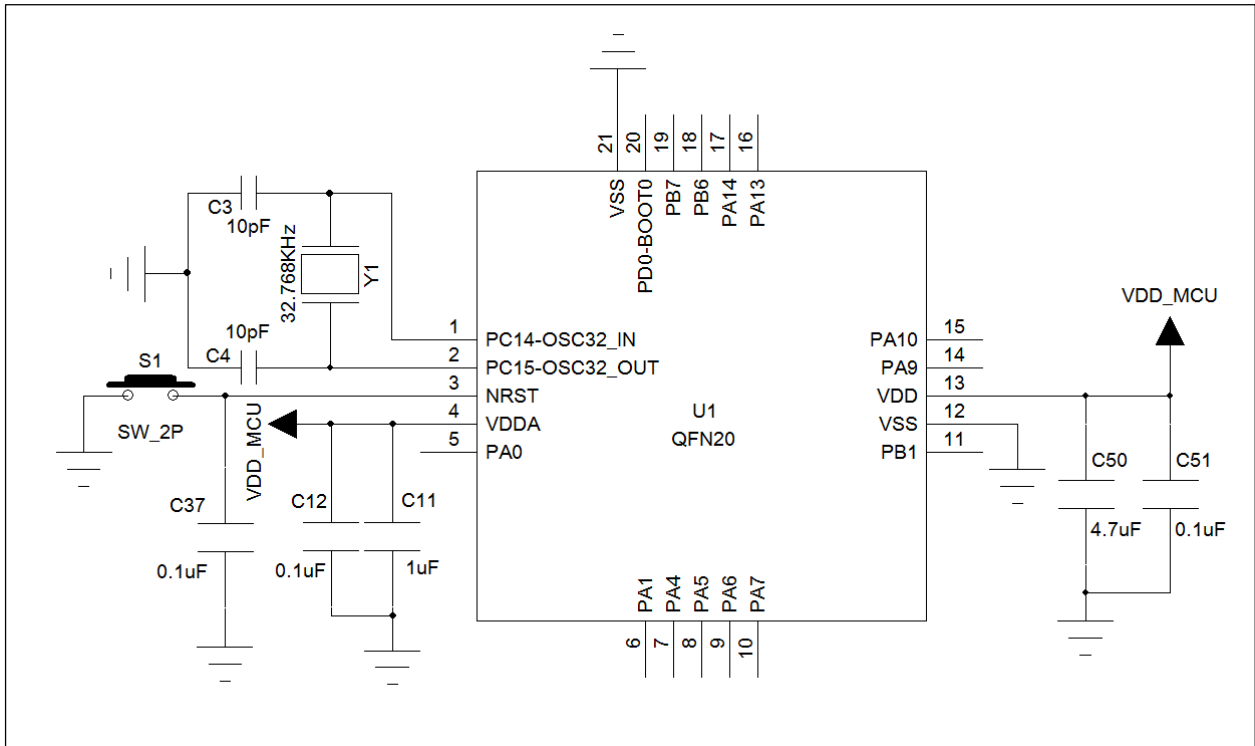 21
20
19
18
17
16
VSS
PD0-BOOT0
PB7
PB6
PA14
PA13
C3
10pF
32.768KHz
Y1
10pF
C4
S1
SW_2P
VDD_MCU
1
2
3
4
5
PC14-OSC32_IN
PC15-OSC32_OUT
NRST
VDDA
PA0
U1
QFN20
PA10
PA9
VDD
VSS
PB1
15
14
13
12
11
VDD_MCU
C37
0.1uF
C12
0.1uF
C11
1uF
C50
4.7uF
C51
0.1uF
PA1
PA4
PA5
PA6
PA7
6
7
8
9
10